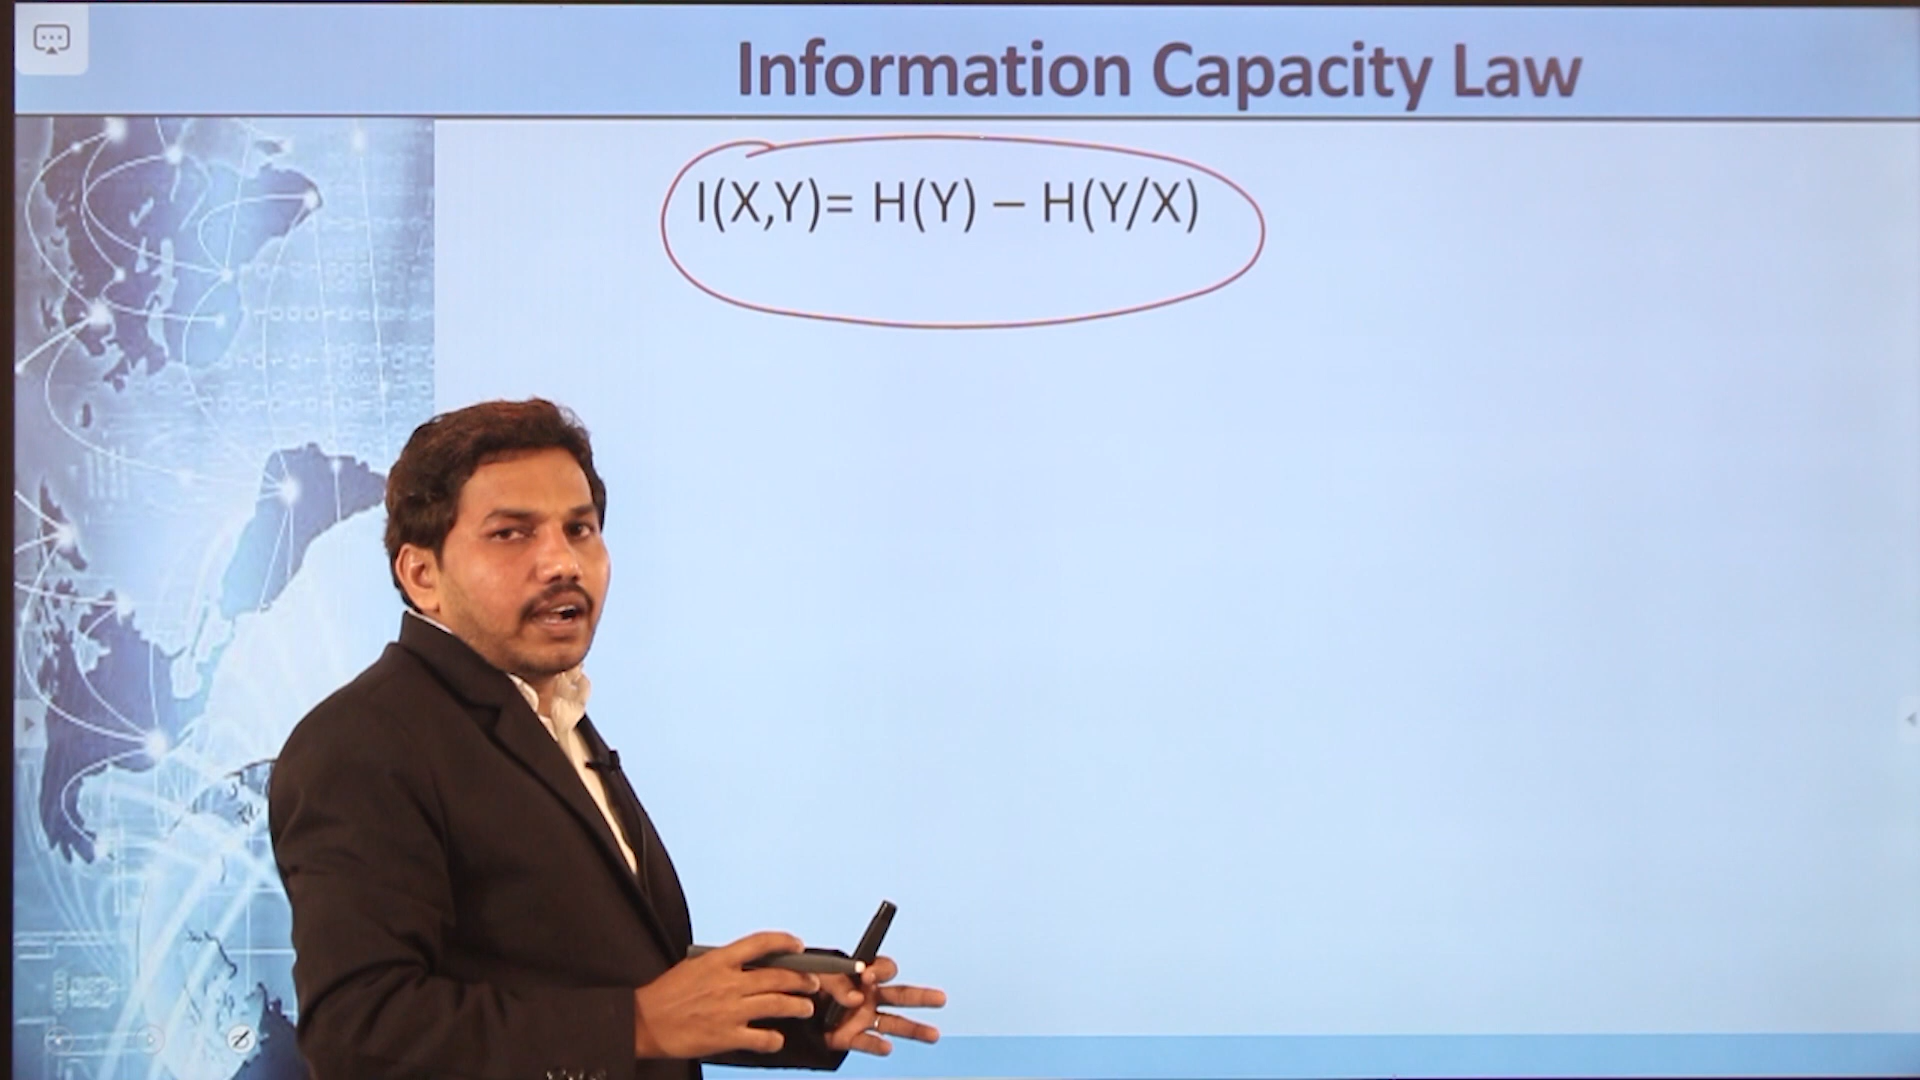 Information Capacity Law
I(X,Y)= H(Y) – H(Y/X)